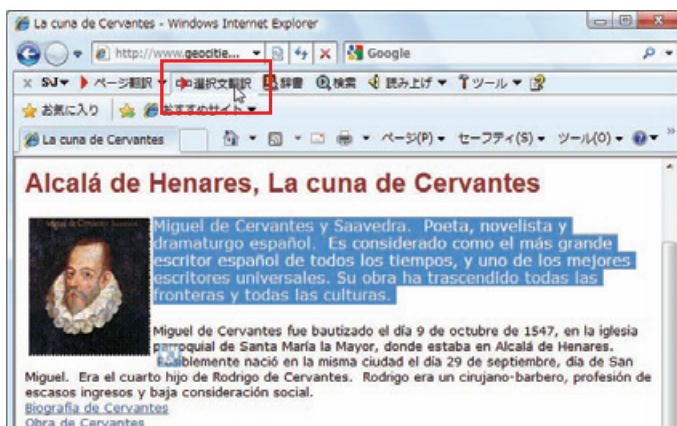 La cuna de Cervantes - Windows Internet Explorer
http://www.geocitie... Google
SJ ページ翻訳 選択文翻訳 辞書 検索 読み上げ ツール
お気に入り おすすめサイト
La cuna de Cervantes ページ(P) セーフティ(S) ツール(O) »
Alcalá de Henares, La cuna de Cervantes
Miguel de Cervantes y Saavedra. Poeta, novelista y
dramaturgo español. Es considerado como el más grande
escritor español de todos los tiempos, y uno de los mejores
escritores universales. Su obra ha trascendido todas las
fronteras y todas las culturas.
Miguel de Cervantes fue bautizado el día 9 de octubre de 1547, en la iglesia
parroquial de Santa María la Mayor, donde estaba en Alcalá de Henares.
Posiblemente nació en la misma ciudad el día 29 de septiembre, día de San
Miguel. Era el cuarto hijo de Rodrigo de Cervantes. Rodrigo era un cirujano-barbero, profesión de
escasos ingresos y baja consideración social.
Biografía de Cervantes
Obra de Cervantes